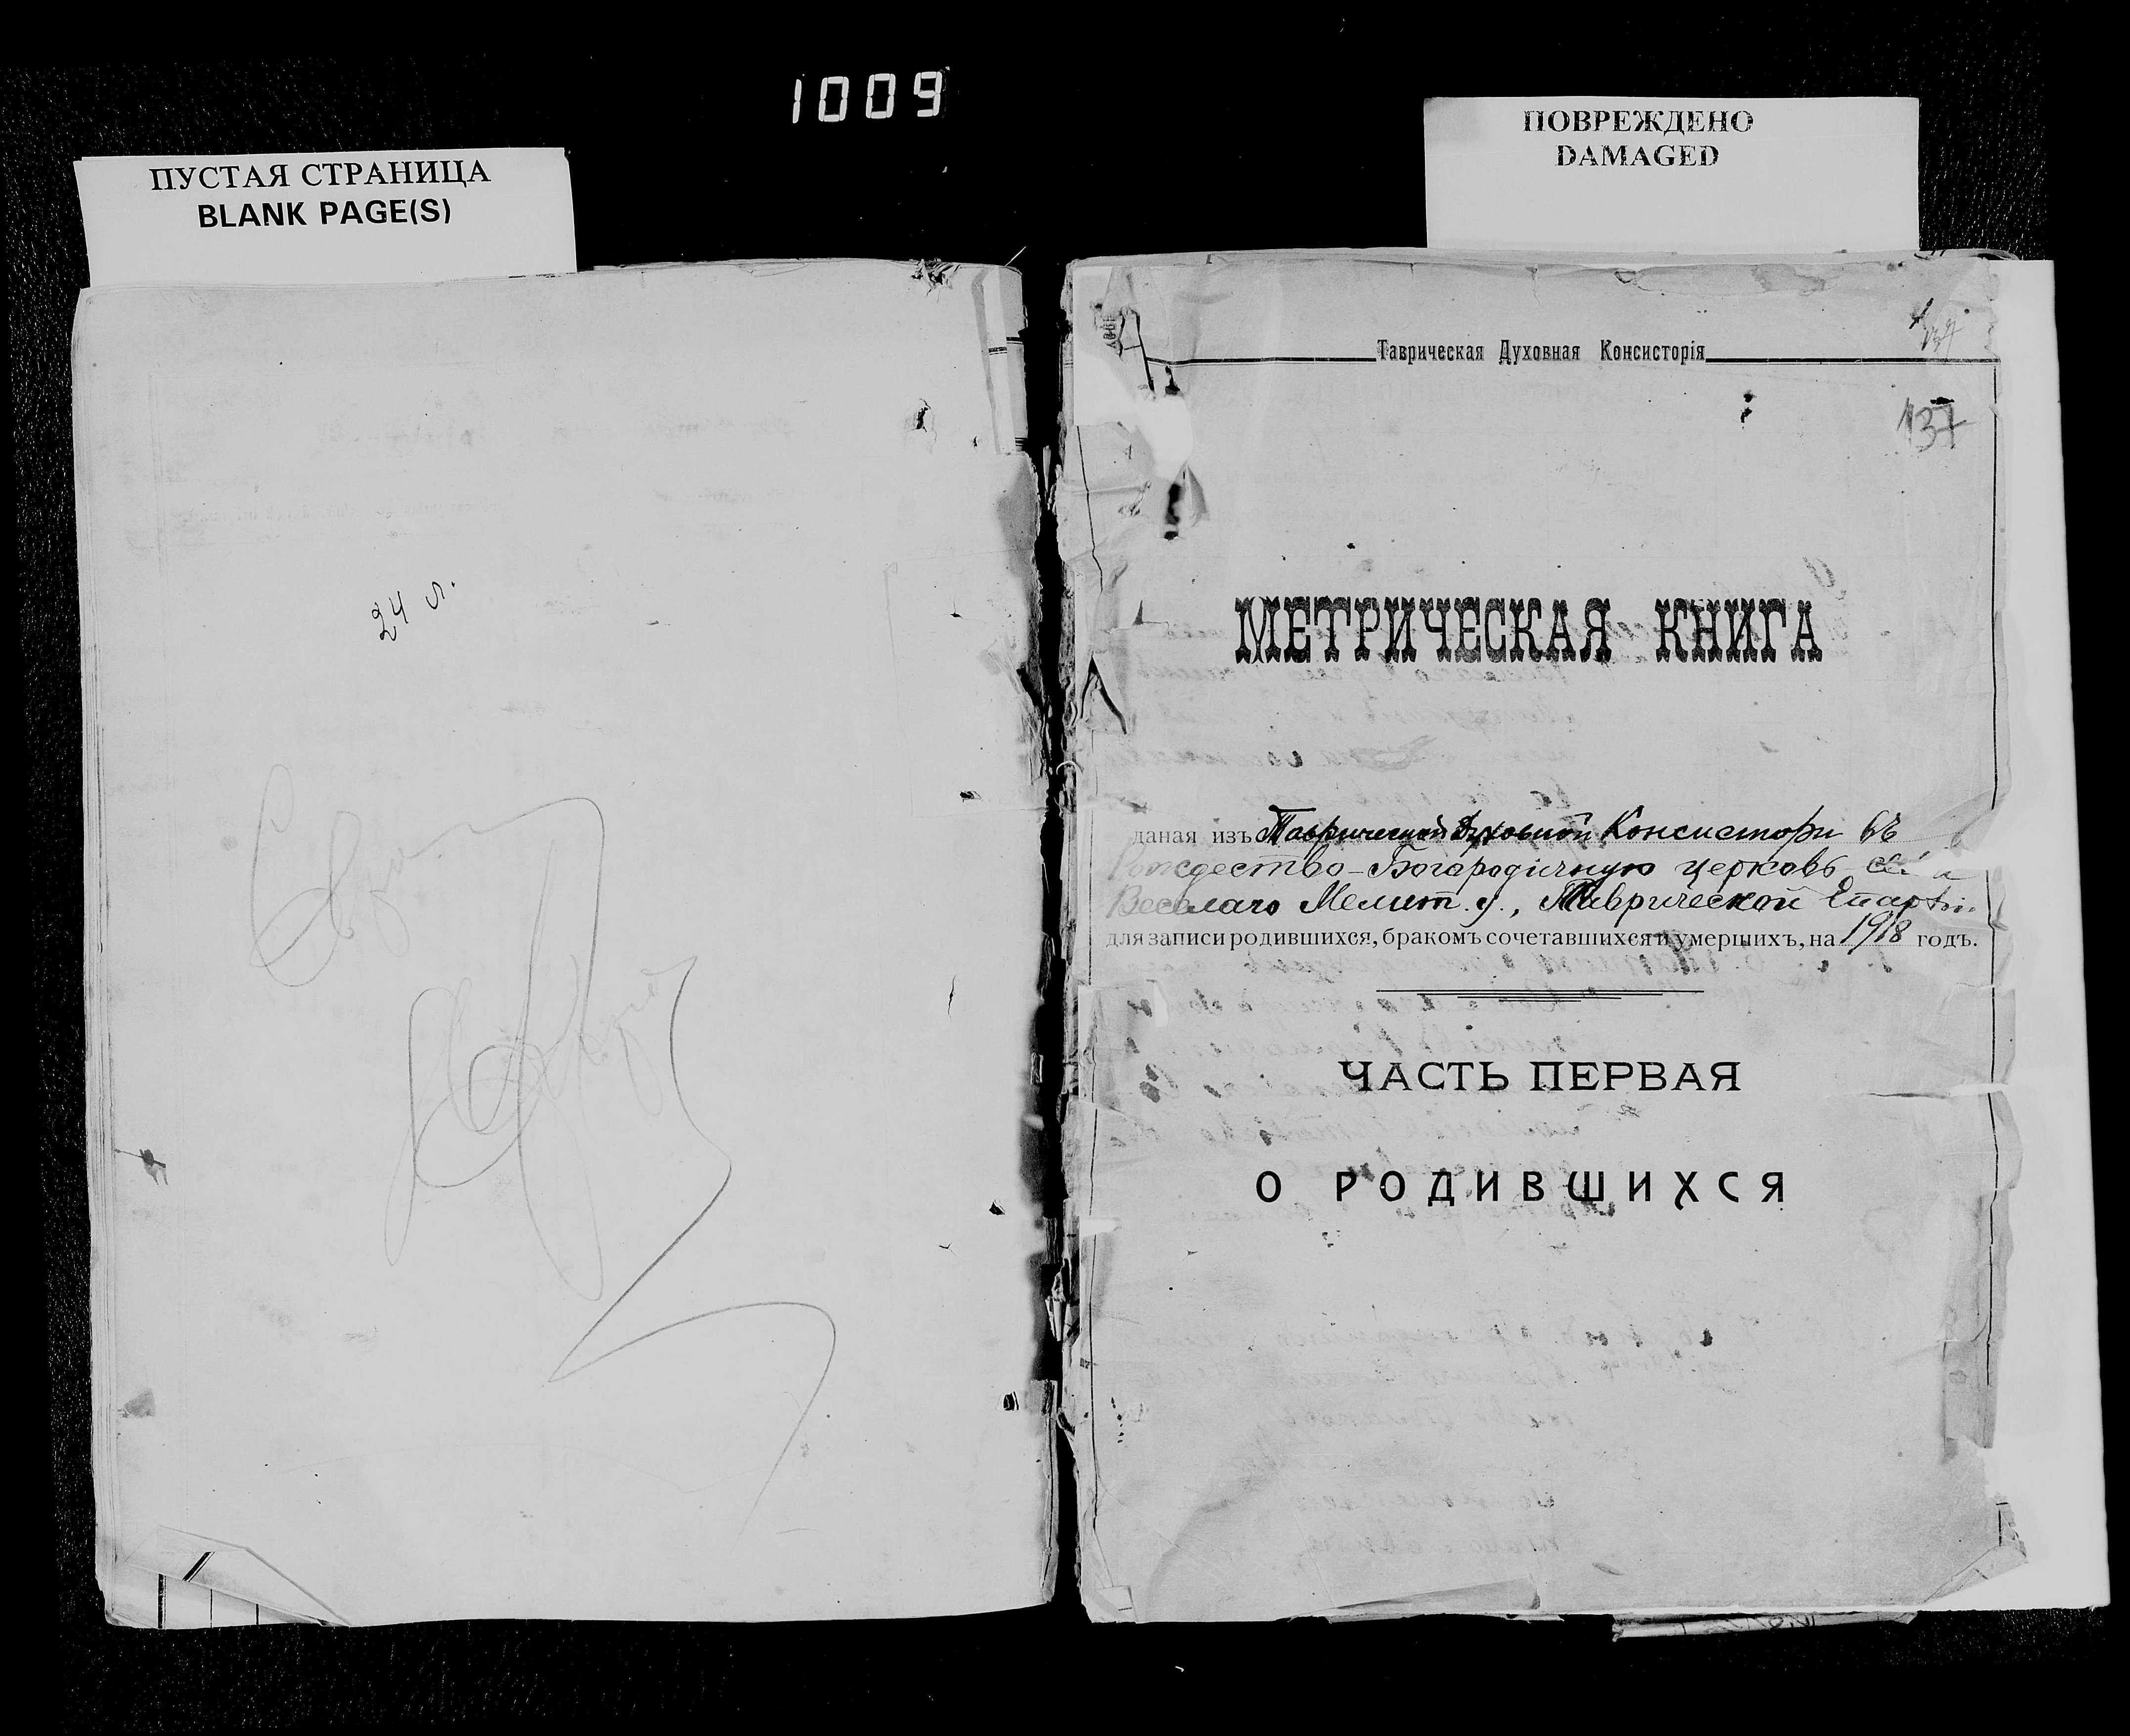 1009
ПУСТАЯ СТРАНИЦА
BLANK PAGE(S)
24 л.
ПОВРЕЖДЕНО
DAMAGED
Таврическая Духовная Консисторія
137
МЕТРИЧЕСКАЯ КНИГА
даная изъ Таврической Духовной Консистори въ
Рождество-Богародичную церковь села
Веселаго Мелит. у., Таврической Епархіи
для записи родившихся, бракомъ сочетавшихся и умершихъ, на 1918 годъ.
ЧАСТЬ ПЕРВАЯ
О РОДИВШИХСЯ